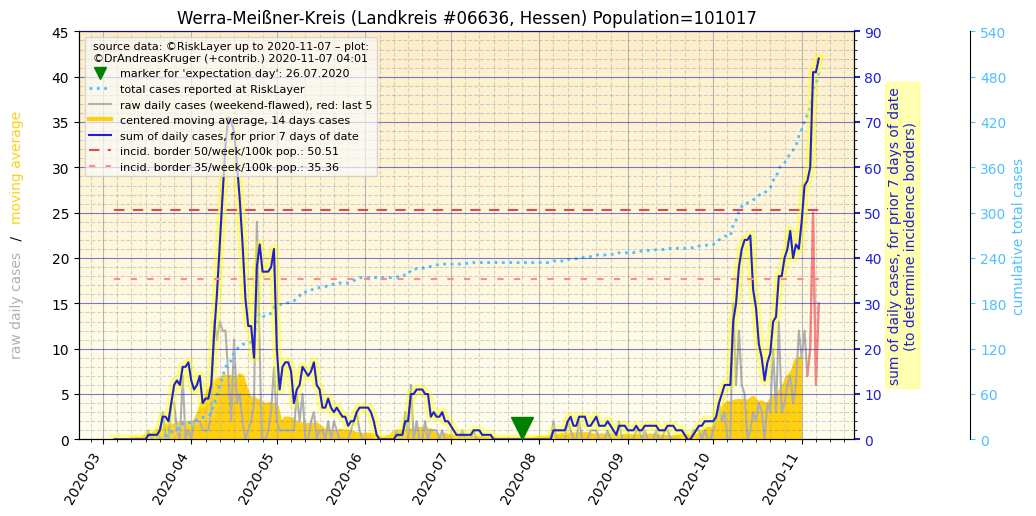 Werra-Meißner-Kreis (Landkreis #06636, Hessen) Population=101017
source data: ©RiskLayer up to 2020-11-07 – plot:
©DrAndreasKruger (+contrib.) 2020-11-07 04:01
marker for 'expectation day': 26.07.2020
total cases reported at RiskLayer
raw daily cases (weekend-flawed), red: last 5
centered moving average, 14 days cases
sum of daily cases, for prior 7 days of date
incid. border 50/week/100k pop.: 50.51
incid. border 35/week/100k pop.: 35.36
raw daily cases / moving average
45
40
35
30
25
20
15
10
5
0
2020-03
2020-04
2020-05
2020-06
2020-07
2020-08
2020-09
2020-10
2020-11
90
80
70
60
50
40
30
20
10
0
sum of daily cases, for prior 7 days of date
(to determine incidence borders)
540
480
420
360
300
240
180
120
60
0
cumulative total cases